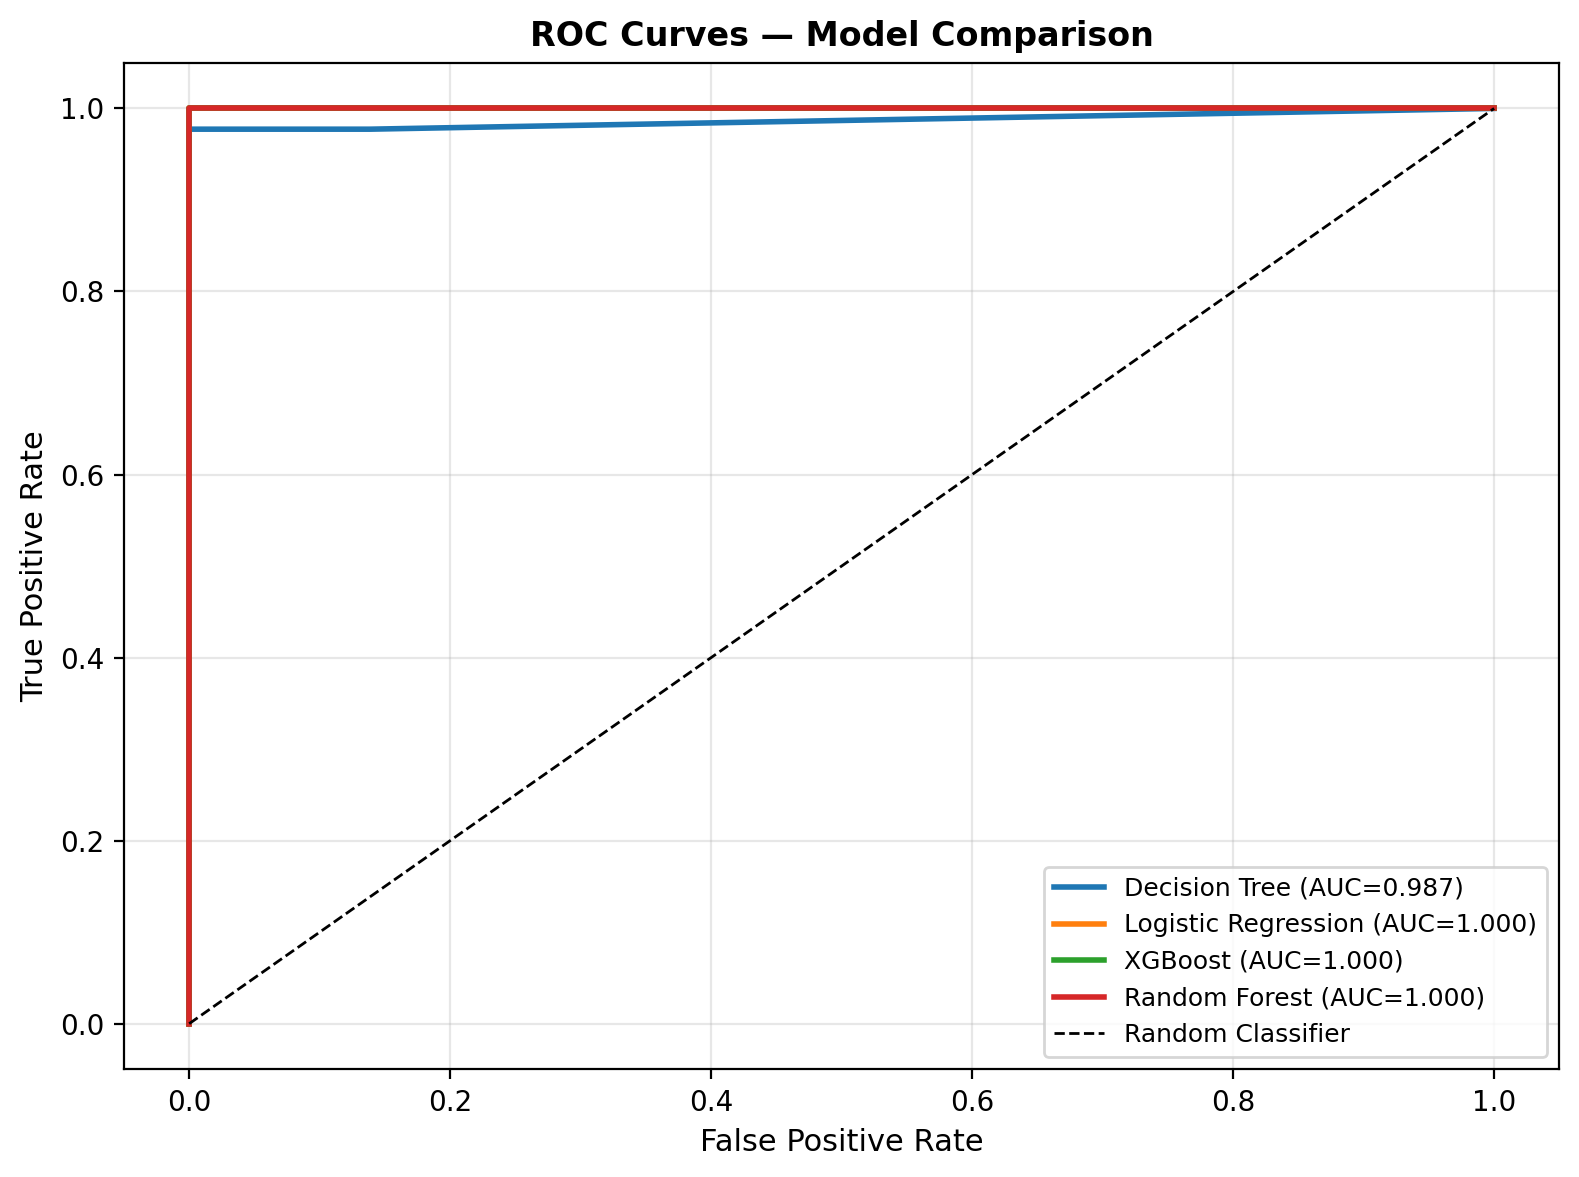 ROC Curves — Model Comparison
True Positive Rate
1.0
0.8
0.6
0.4
0.2
0.0
Decision Tree (AUC=0.987)
Logistic Regression (AUC=1.000)
XGBoost (AUC=1.000)
Random Forest (AUC=1.000)
Random Classifier
0.0 0.2 0.4 0.6 0.8 1.0
False Positive Rate